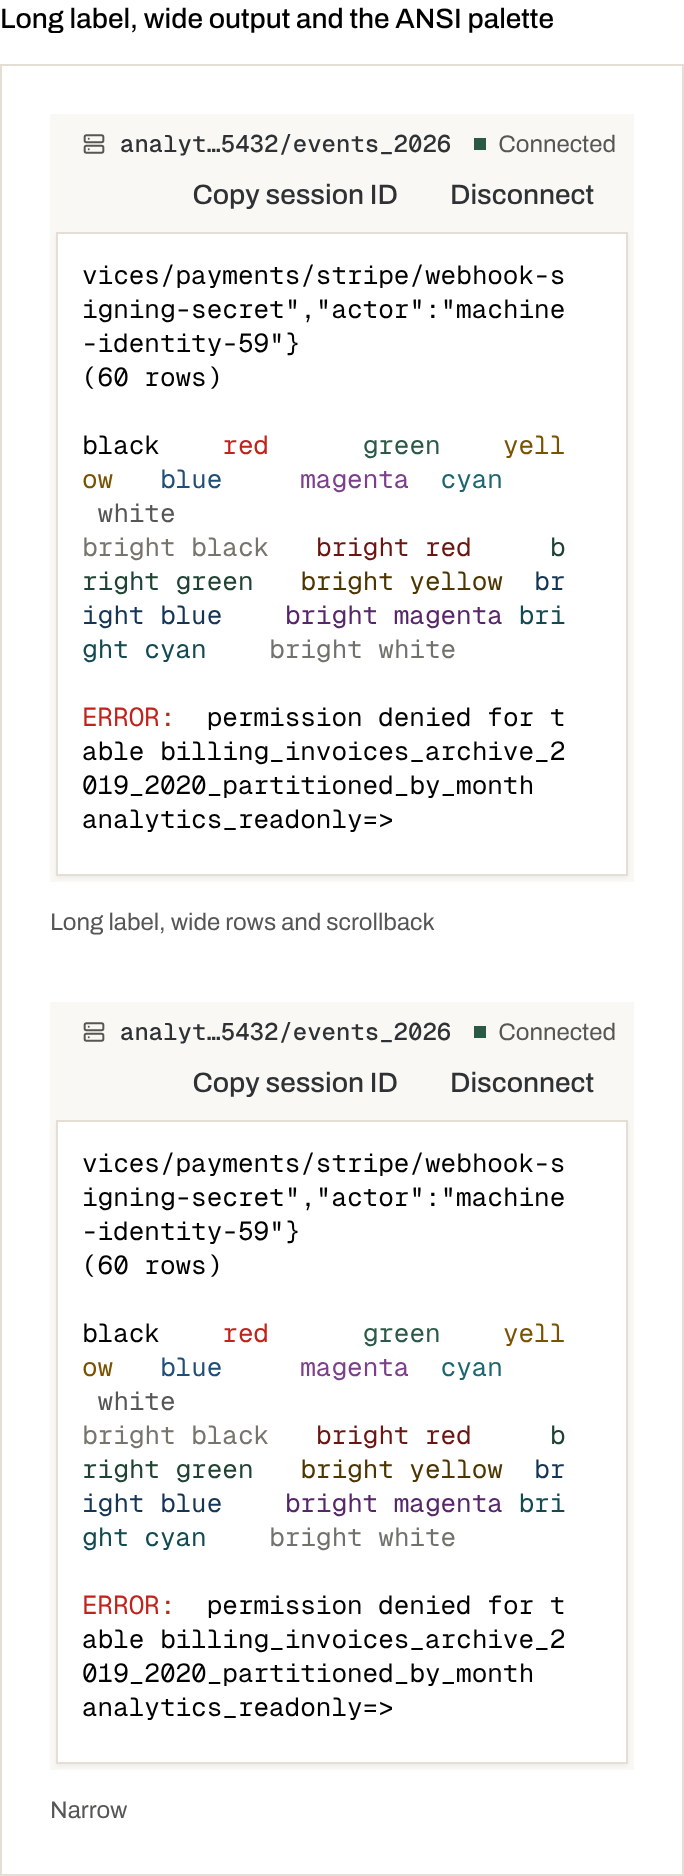 Long label, wide output and the ANSI palette
analyt…5432/events_2026 Connected
Copy session ID Disconnect
vices/payments/stripe/webhook-s
igning-secret","actor":"machine
-identity-59"}
(60 rows)
black red green yell
ow blue magenta cyan
white
bright black bright red b
right green bright yellow br
ight blue bright magenta bri
ght cyan bright white
ERROR: permission denied for t
able billing_invoices_archive_2
019_2020_partitioned_by_month
analytics_readonly=>
Long label, wide rows and scrollback
analyt…5432/events_2026 Connected
Copy session ID Disconnect
vices/payments/stripe/webhook-s
igning-secret","actor":"machine
-identity-59"}
(60 rows)
black red green yell
ow blue magenta cyan
white
bright black bright red b
right green bright yellow br
ight blue bright magenta bri
ght cyan bright white
ERROR: permission denied for t
able billing_invoices_archive_2
019_2020_partitioned_by_month
analytics_readonly=>
Narrow